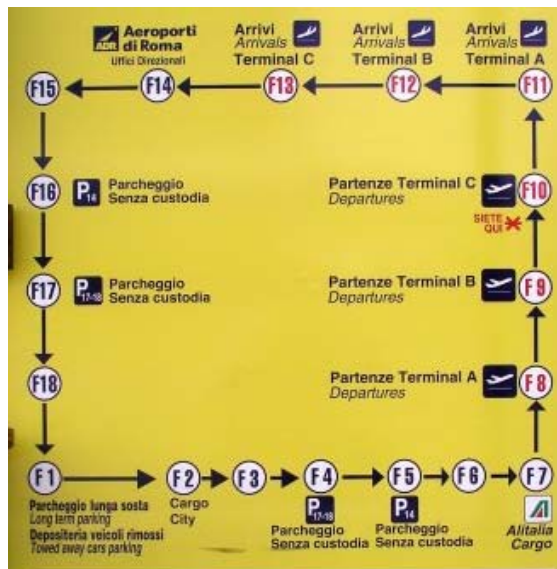 ADR
Aeroporti
di Roma
Uffici Direzionali
Arrivi
Arrivals
Terminal C
Arrivi
Arrivals
Terminal B
Arrivi
Arrivals
Terminal A
F15
F14
F13
F12
F11
F16
P14
Parcheggio
Senza custodia
Partenze Terminal C
Departures
F10
SIETE
QUI
F17
P17-18
Parcheggio
Senza custodia
Partenze Terminal B
Departures
F9
F18
Partenze Terminal A
Departures
F8
F1
F2
F3
F4
F5
F6
F7
Parcheggio lunga sosta
Long term parking
Depositeria veicoli rimossi
Towed away cars parking
Cargo
City
P17-18
Parcheggio
Senza custodia
P14
Parcheggio
Senza custodia
Alitalia
Cargo